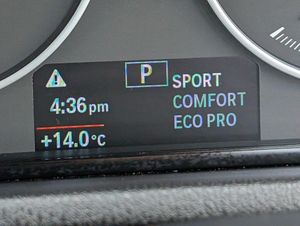 P
SPORT
4:36pm
COMFORT
ECO PRO
+14.0°C